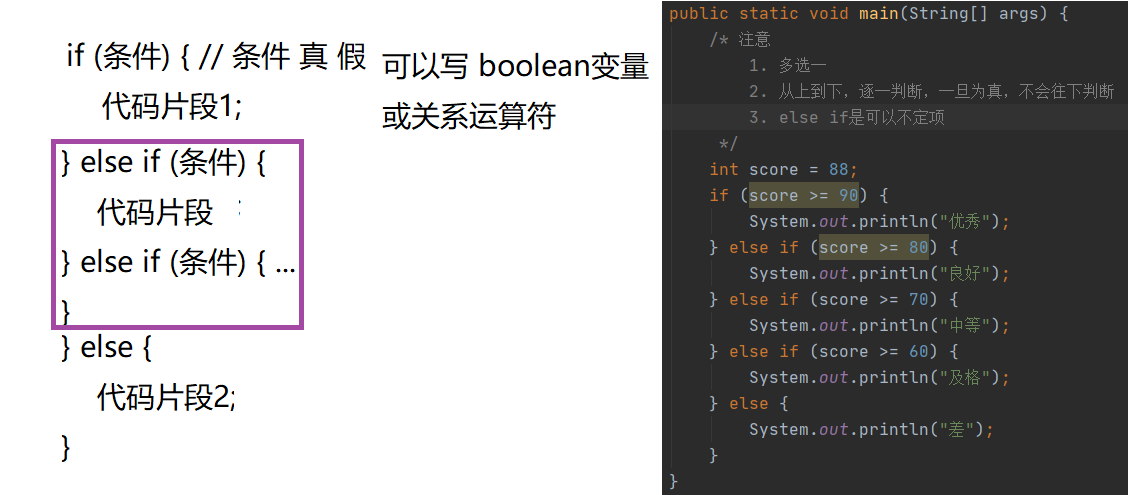 if (条件) { // 条件 真 假
代码片段1;
} else if (条件) {
代码片段 ;
} else if (条件) { ...
}
} else {
代码片段2;
}
可以写 boolean变量
或关系运算符
public static void main(String[] args) {
/* 注意
1. 多选一
2. 从上到下，逐一判断，一旦为真，不会往下判断
3. else if是可以不定项
*/
int score = 88;
if (score >= 90) {
System.out.println("优秀");
} else if (score >= 80) {
System.out.println("良好");
} else if (score >= 70) {
System.out.println("中等");
} else if (score >= 60) {
System.out.println("及格");
} else {
System.out.println("差");
}
}